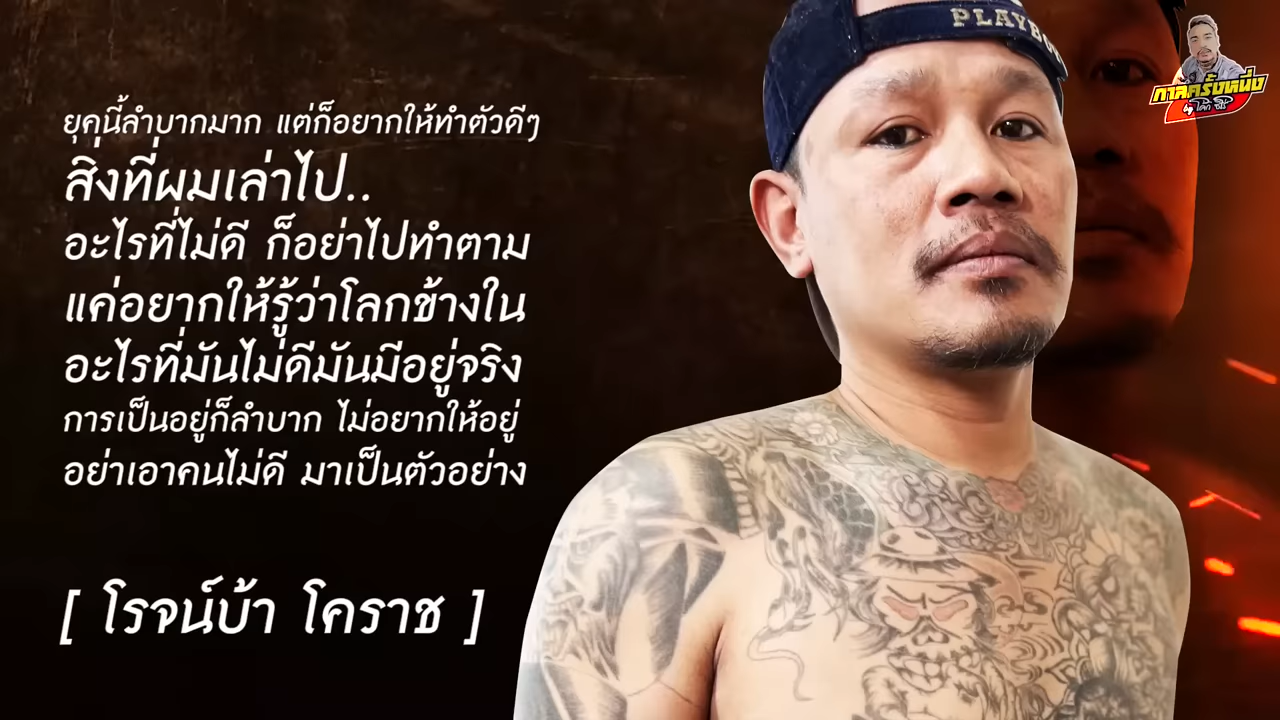 ยุคนี้ลำบากมาก แต่ก็อยากให้ทำตัวดีๆ
สิ่งที่ผมเล่าไป..
อะไรที่ไม่ดี ก็อย่าไปทำตาม
แค่อยากให้รู้ว่าโลกข้างใน
อะไรที่มันไม่ดีมันมีอยู่จริง
การเป็นอยู่ก็ลำบาก ไม่อยากให้อยู่
อย่าเอาคนไม่ดี มาเป็นตัวอย่าง
[ โรจน์บ้า โคราช ]
PLAYBOY
กาลครั้งหนึ่ง
by